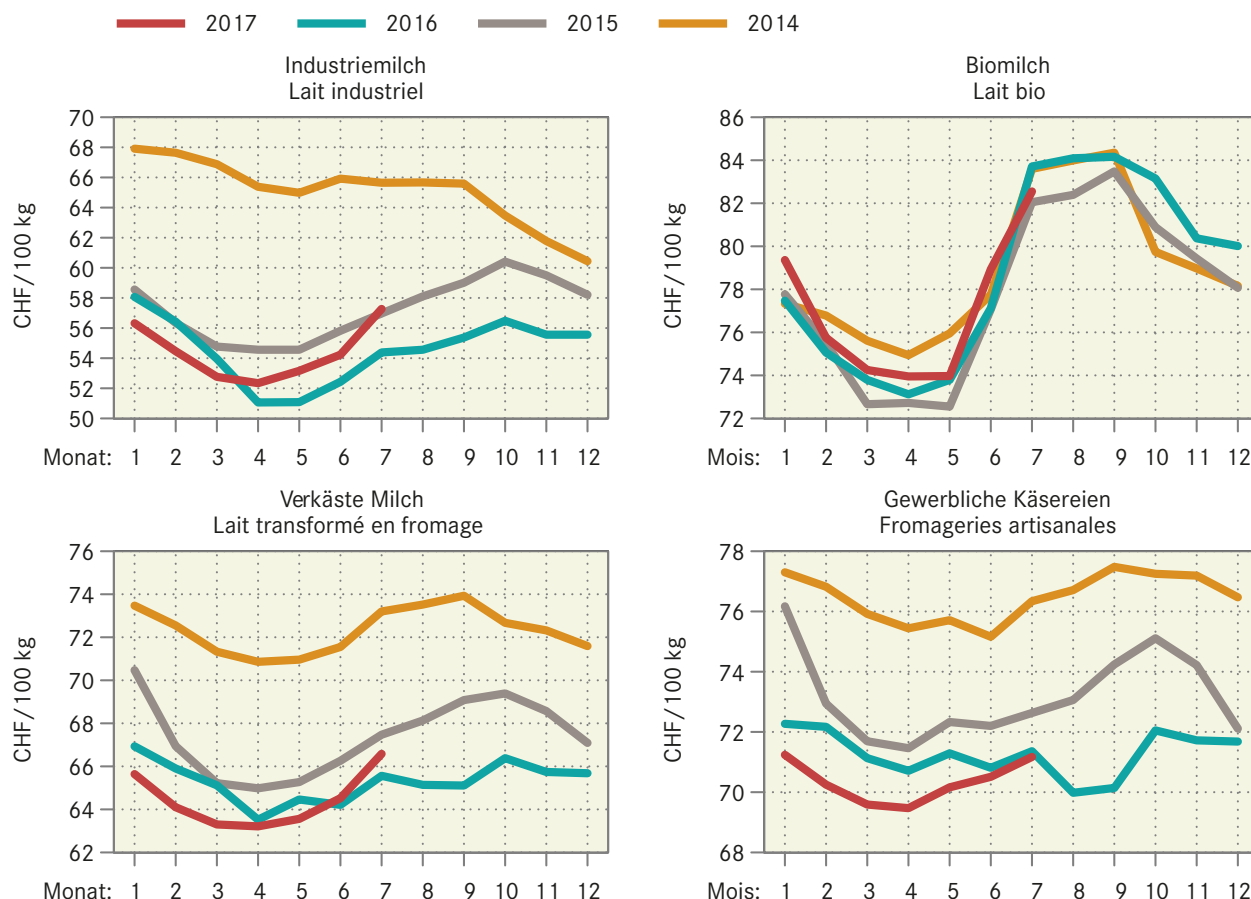 2017 2016 2015 2014
Industriemilch
Lait industriel
CHF/100 kg
70
68
66
64
62
60
58
56
54
52
50
Monat: 1 2 3 4 5 6 7 8 9 10 11 12
Biomilch
Lait bio
CHF/100 kg
86
84
82
80
78
76
74
72
Mois: 1 2 3 4 5 6 7 8 9 10 11 12
Verkäste Milch
Lait transformé en fromage
CHF/100 kg
76
74
72
70
68
66
64
62
Monat: 1 2 3 4 5 6 7 8 9 10 11 12
Gewerbliche Käsereien
Fromageries artisanales
CHF/100 kg
78
76
74
72
70
68
Mois: 1 2 3 4 5 6 7 8 9 10 11 12